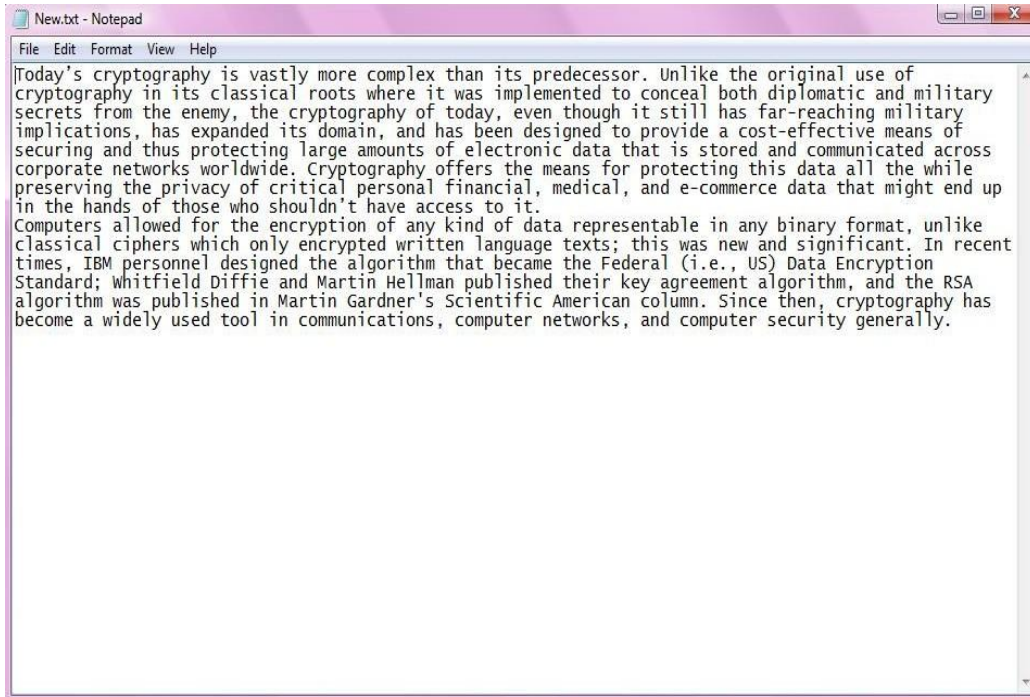 New.txt - Notepad
File Edit Format View Help
Today's cryptography is vastly more complex than its predecessor. Unlike the original use of
cryptography in its classical roots where it was implemented to conceal both diplomatic and military
secrets from the enemy, the cryptography of today, even though it still has far-reaching military
implications, has expanded its domain, and has been designed to provide a cost-effective means of
securing and thus protecting large amounts of electronic data that is stored and communicated across
corporate networks worldwide. Cryptography offers the means for protecting this data all the while
preserving the privacy of critical personal financial, medical, and e-commerce data that might end up
in the hands of those who shouldn't have access to it.
Computers allowed for the encryption of any kind of data representable in any binary format, unlike
classical ciphers which only encrypted written language texts; this was new and significant. In recent
times, IBM personnel designed the algorithm that became the Federal (i.e., US) Data Encryption
Standard; Whitfield Diffie and Martin Hellman published their key agreement algorithm, and the RSA
algorithm was published in Martin Gardner's Scientific American column. Since then, cryptography has
become a widely used tool in communications, computer networks, and computer security generally.